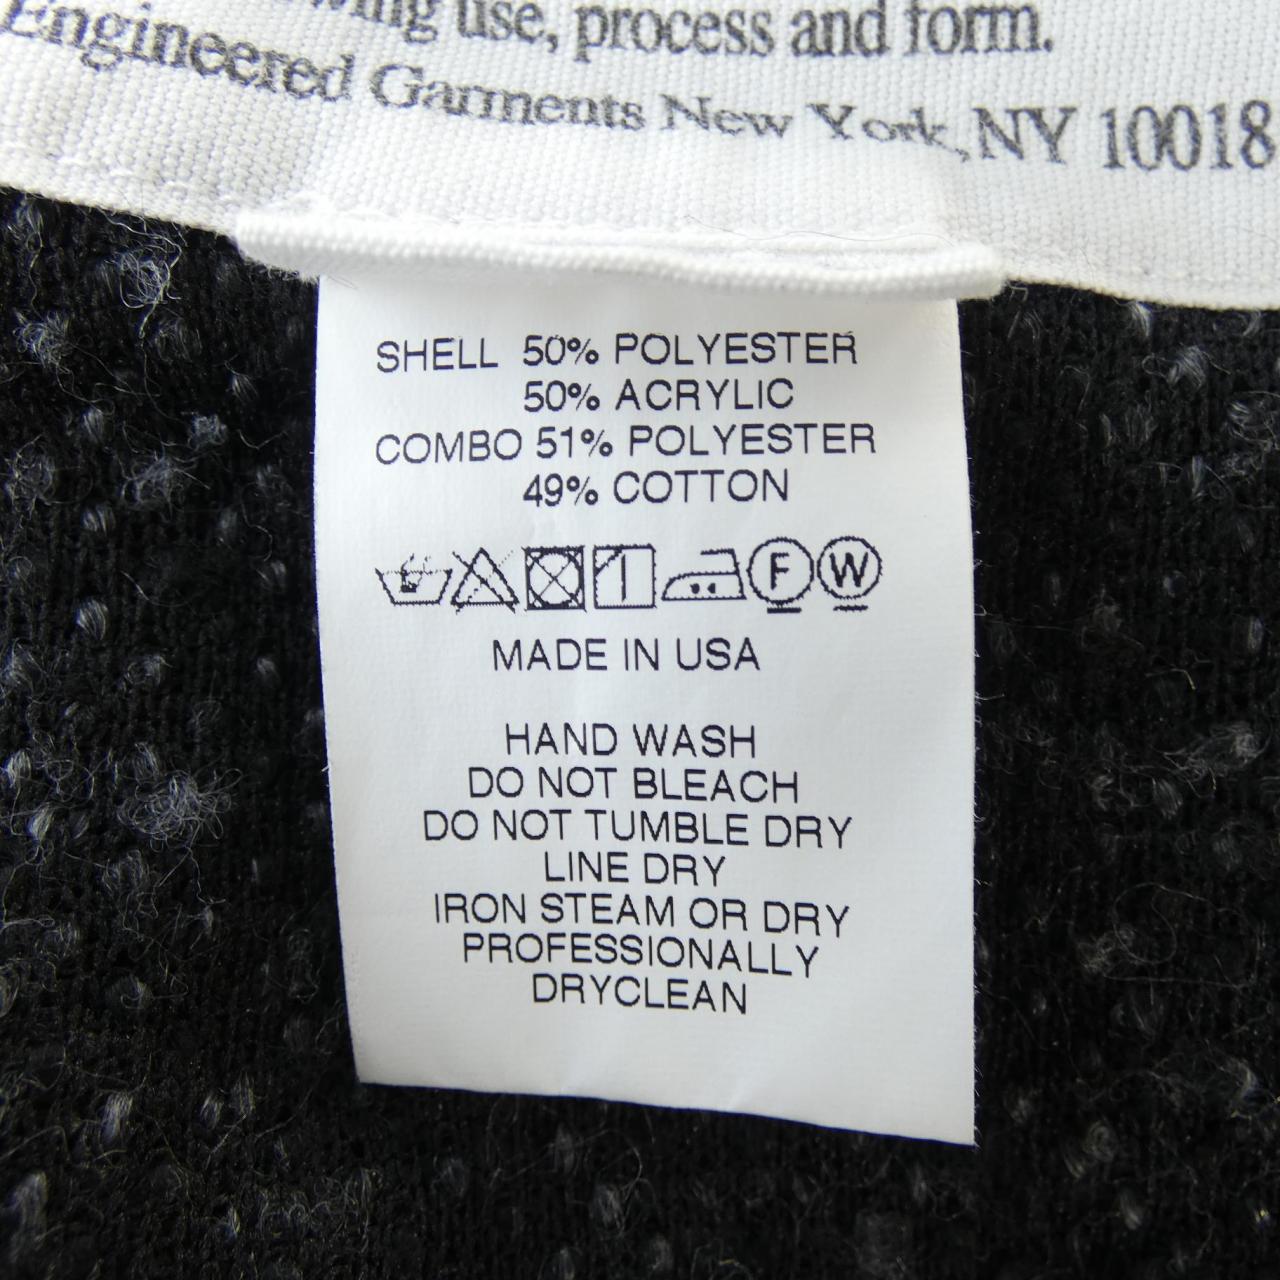 use, process and form.
Engineered Garments New York, NY 10018
SHELL 50% POLYESTER
50% ACRYLIC
COMBO 51% POLYESTER
49% COTTON
F W
MADE IN USA
HAND WASH
DO NOT BLEACH
DO NOT TUMBLE DRY
LINE DRY
IRON STEAM OR DRY
PROFESSIONALLY
DRYCLEAN